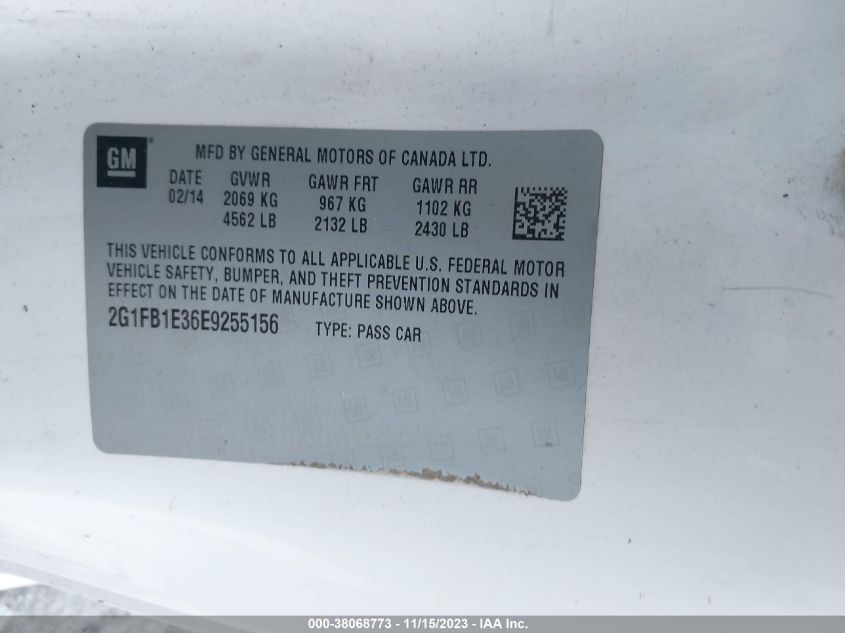 GM
MFD BY GENERAL MOTORS OF CANADA LTD.
DATE GVWR GAWR FRT GAWR RR
02/14 2069 KG 967 KG 1102 KG
4562 LB 2132 LB 2430 LB
THIS VEHICLE CONFORMS TO ALL APPLICABLE U.S. FEDERAL MOTOR
VEHICLE SAFETY, BUMPER, AND THEFT PREVENTION STANDARDS IN
EFFECT ON THE DATE OF MANUFACTURE SHOWN ABOVE.
2G1FB1E36E9255156 TYPE: PASS CAR
000-38068773 - 11/15/2023 - IAA Inc.